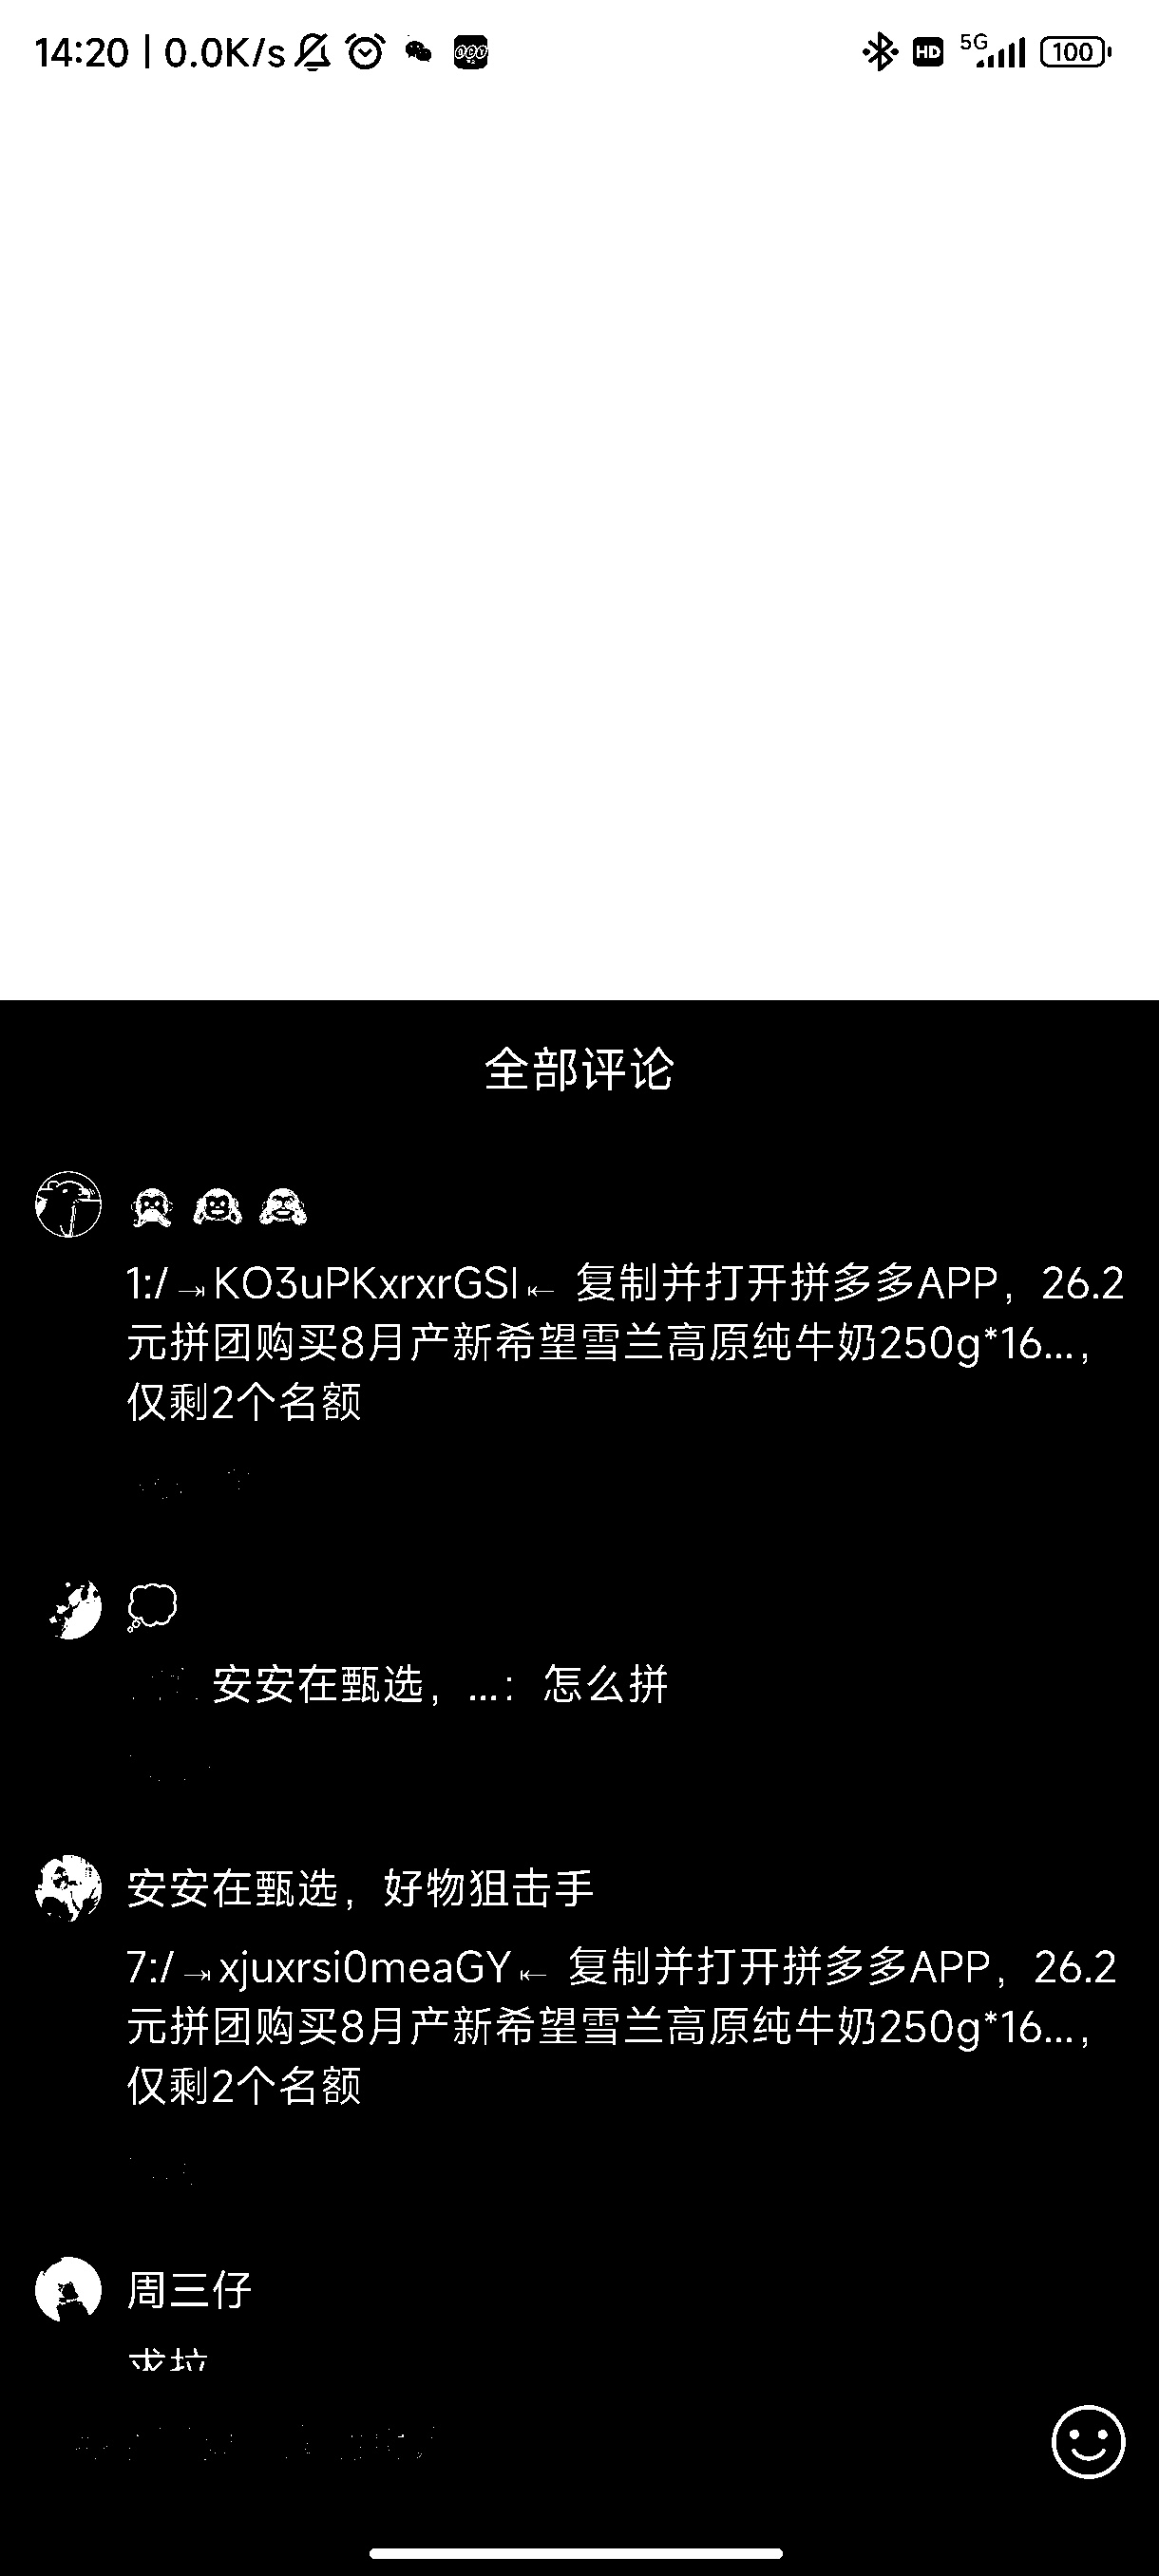 14:20 | 0.0K/s
HD 5G 100
全部评论
1:/⇥KO3uPKxrxrGSl⇤ 复制并打开拼多多APP，26.2
元拼团购买8月产新希望雪兰高原纯牛奶250g*16...，
仅剩2个名额
安安在甄选，...：怎么拼
安安在甄选，好物狙击手
7:/⇥xjuxrsi0meaGY⇤ 复制并打开拼多多APP，26.2
元拼团购买8月产新希望雪兰高原纯牛奶250g*16...，
仅剩2个名额
周三仔
求拉